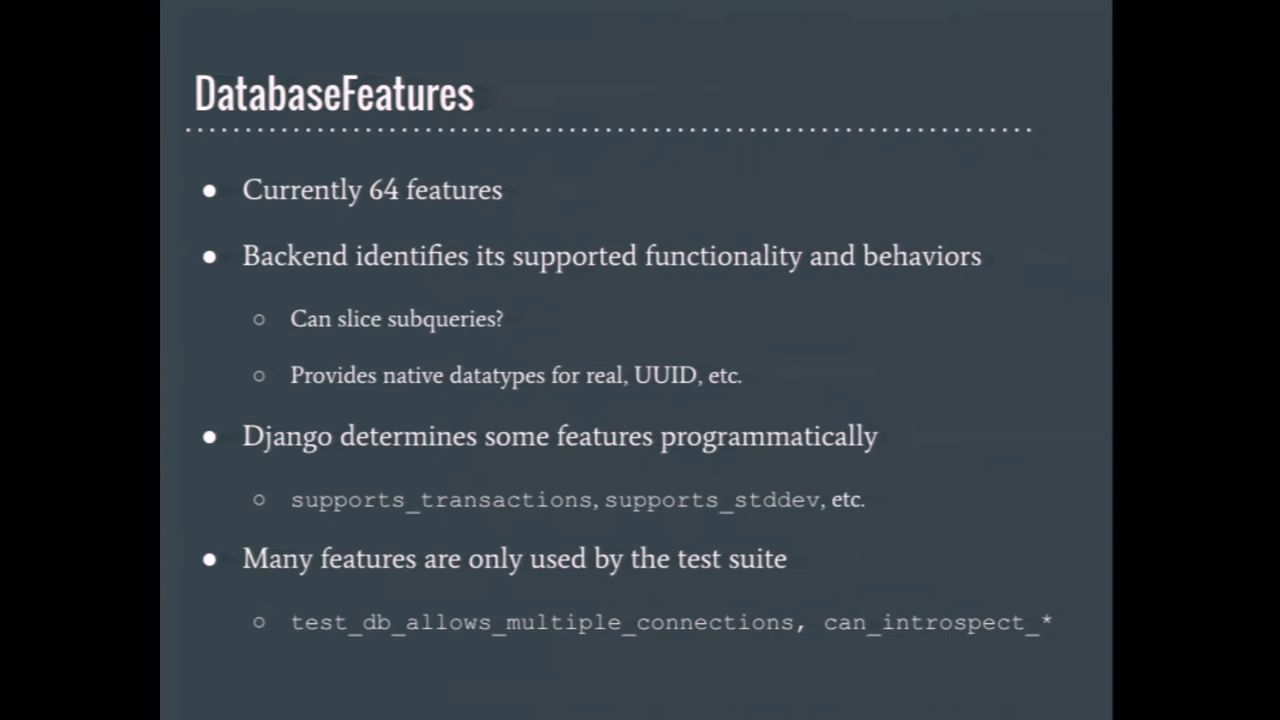 DatabaseFeatures
● Currently 64 features
● Backend identifies its supported functionality and behaviors
○ Can slice subqueries?
○ Provides native datatypes for real, UUID, etc.
● Django determines some features programmatically
○ supports_transactions, supports_stddev, etc.
● Many features are only used by the test suite
○ test_db_allows_multiple_connections, can_introspect_*